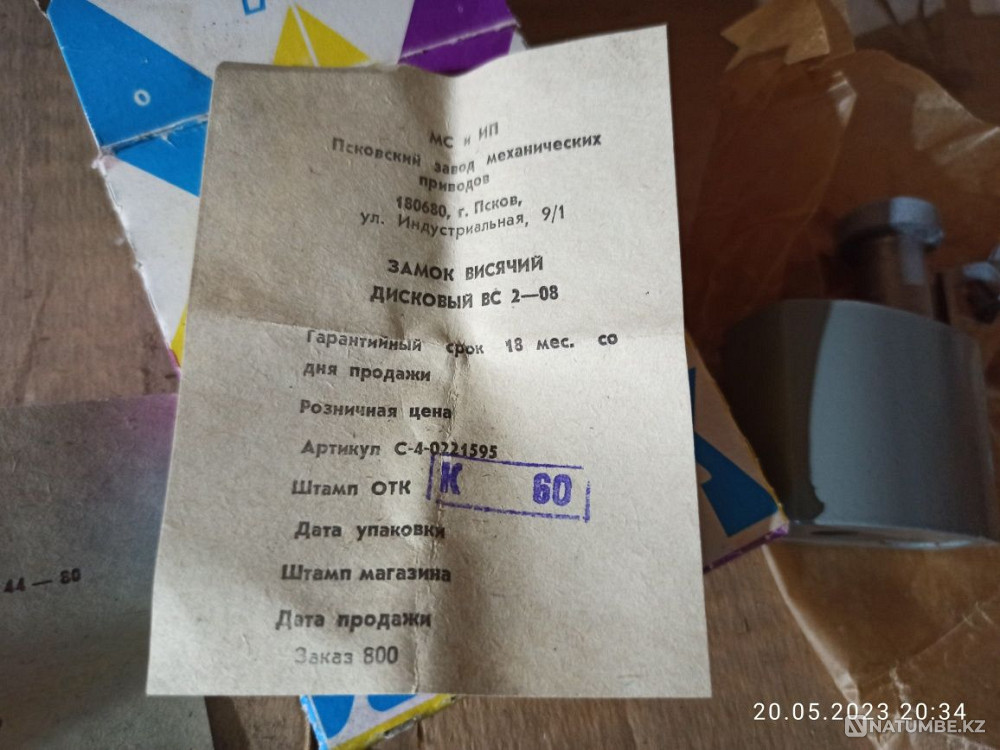 МС и ИП
Псковский завод механических
приводов
180680, г. Псков,
ул. Индустриальная, 9/1
ЗАМОК ВИСЯЧИЙ
ДИСКОВЫЙ ВС 2—08
Гарантийный срок 18 мес. со
дня продажи
Розничная цена
Артикул С-4-0221595
Штамп ОТК К 60
Дата упаковки
Штамп магазина
Дата продажи
Заказ 800
44 — 80
20.05.2023 20:34
NATUMBE.KZ